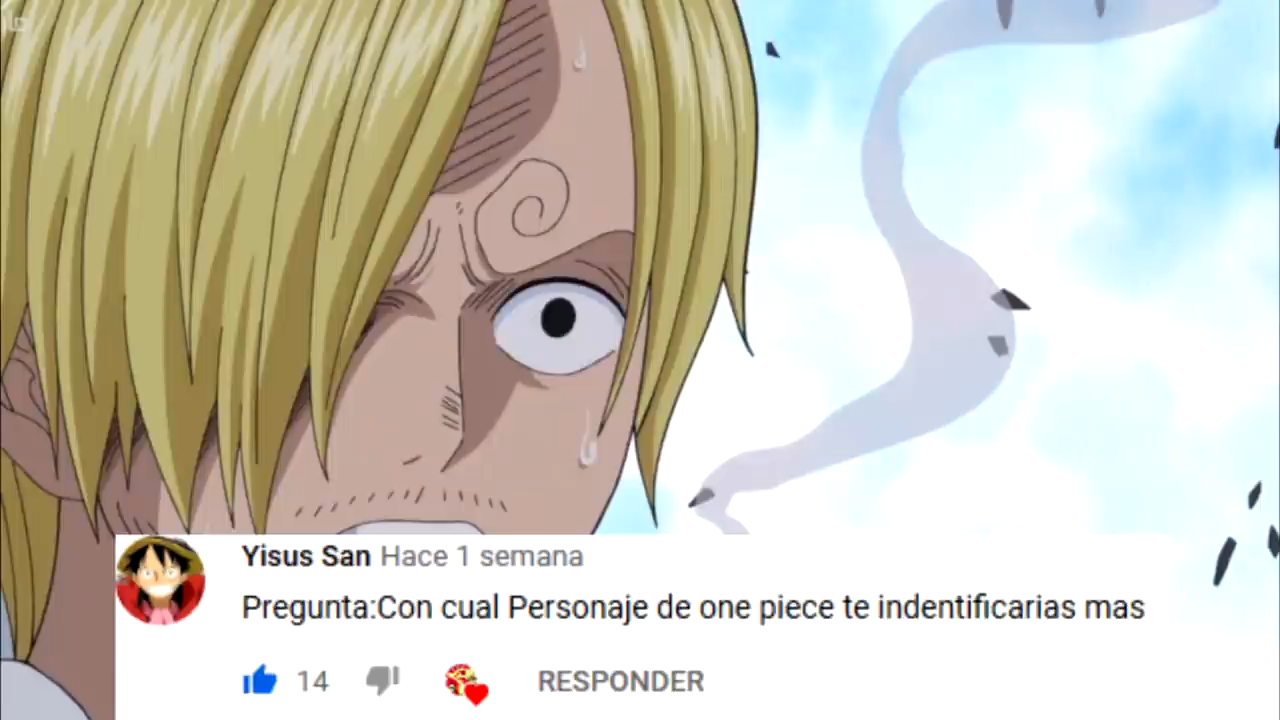 Yisus San Hace 1 semana
Pregunta:Con cual Personaje de one piece te indentificarias mas
14
RESPONDER